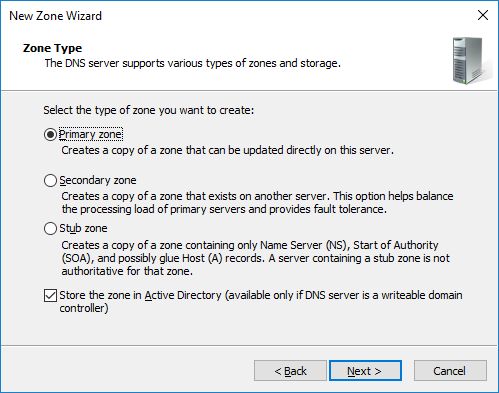 New Zone Wizard
Zone Type
The DNS server supports various types of zones and storage.
Select the type of zone you want to create:
Primary zone
Creates a copy of a zone that can be updated directly on this server.
Secondary zone
Creates a copy of a zone that exists on another server. This option helps balance
the processing load of primary servers and provides fault tolerance.
Stub zone
Creates a copy of a zone containing only Name Server (NS), Start of Authority
(SOA), and possibly glue Host (A) records. A server containing a stub zone is not
authoritative for that zone.
Store the zone in Active Directory (available only if DNS server is a writeable domain
controller)
< Back
Next >
Cancel